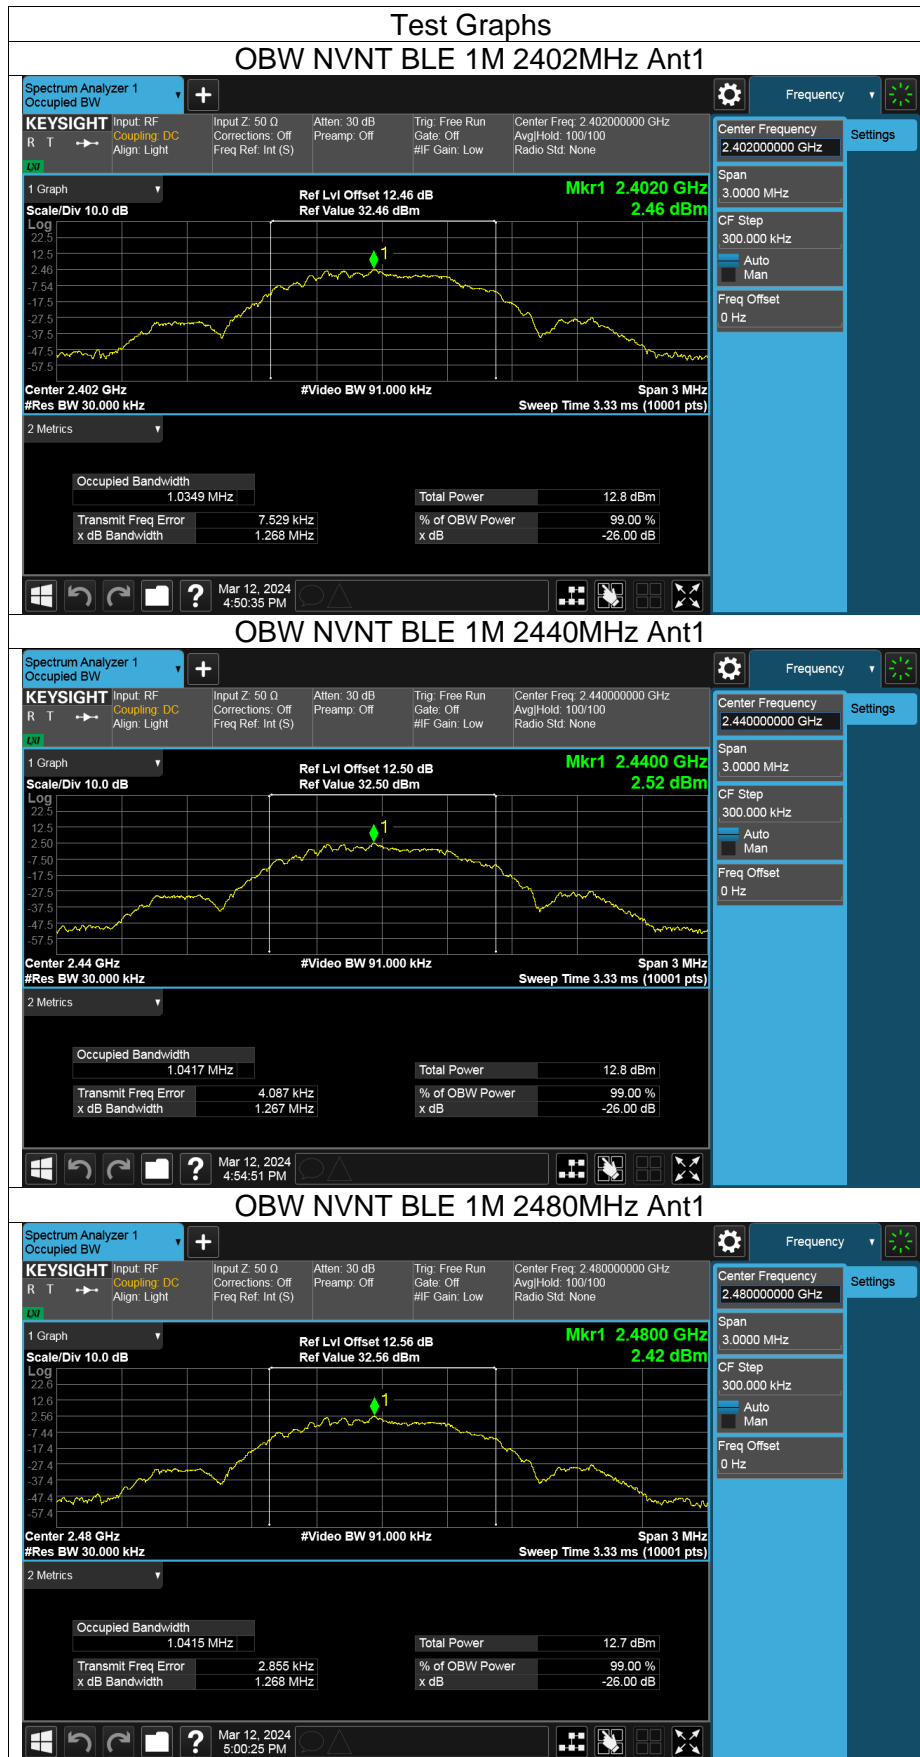 Test Graphs
OBW NVNT BLE 1M 2402MHz Ant1
Spectrum Analyzer 1
Occupied BW
Frequency
KEYSIGHT
R T
LXI
Input: RF
Coupling: DC
Align: Light
Input Z: 50 Ω
Corrections: Off
Freq Ref: Int (S)
Atten: 30 dB
Preamp: Off
Trig: Free Run
Gate: Off
#IF Gain: Low
Center Freq: 2.402000000 GHz
Avg|Hold: 100/100
Radio Std: None
Center Frequency
2.402000000 GHz
Settings
Span
3.0000 MHz
CF Step
300.000 kHz
Auto
Man
Freq Offset
0 Hz
1 Graph
Scale/Div 10.0 dB
Ref Lvl Offset 12.46 dB
Ref Value 32.46 dBm
Mkr1 2.4020 GHz
2.46 dBm
Log
22.5
12.5
2.46
-7.54
-17.5
-27.5
-37.5
-47.5
-57.5
1
Center 2.402 GHz
#Res BW 30.000 kHz
#Video BW 91.000 kHz
Span 3 MHz
Sweep Time 3.33 ms (10001 pts)
2 Metrics
Occupied Bandwidth
1.0349 MHz
Transmit Freq Error 7.529 kHz
x dB Bandwidth 1.268 MHz
Total Power 12.8 dBm
% of OBW Power 99.00 %
x dB -26.00 dB
?
Mar 12, 2024
4:50:35 PM
OBW NVNT BLE 1M 2440MHz Ant1
Spectrum Analyzer 1
Occupied BW
Frequency
KEYSIGHT
R T
LXI
Input: RF
Coupling: DC
Align: Light
Input Z: 50 Ω
Corrections: Off
Freq Ref: Int (S)
Atten: 30 dB
Preamp: Off
Trig: Free Run
Gate: Off
#IF Gain: Low
Center Freq: 2.440000000 GHz
Avg|Hold: 100/100
Radio Std: None
Center Frequency
2.440000000 GHz
Settings
Span
3.0000 MHz
CF Step
300.000 kHz
Auto
Man
Freq Offset
0 Hz
1 Graph
Scale/Div 10.0 dB
Ref Lvl Offset 12.50 dB
Ref Value 32.50 dBm
Mkr1 2.4400 GHz
2.52 dBm
Log
22.5
12.5
2.50
-7.50
-17.5
-27.5
-37.5
-47.5
-57.5
1
Center 2.44 GHz
#Res BW 30.000 kHz
#Video BW 91.000 kHz
Span 3 MHz
Sweep Time 3.33 ms (10001 pts)
2 Metrics
Occupied Bandwidth
1.0417 MHz
Transmit Freq Error 4.087 kHz
x dB Bandwidth 1.267 MHz
Total Power 12.8 dBm
% of OBW Power 99.00 %
x dB -26.00 dB
?
Mar 12, 2024
4:54:51 PM
OBW NVNT BLE 1M 2480MHz Ant1
Spectrum Analyzer 1
Occupied BW
Frequency
KEYSIGHT
R T
LXI
Input: RF
Coupling: DC
Align: Light
Input Z: 50 Ω
Corrections: Off
Freq Ref: Int (S)
Atten: 30 dB
Preamp: Off
Trig: Free Run
Gate: Off
#IF Gain: Low
Center Freq: 2.480000000 GHz
Avg|Hold: 100/100
Radio Std: None
Center Frequency
2.480000000 GHz
Settings
Span
3.0000 MHz
CF Step
300.000 kHz
Auto
Man
Freq Offset
0 Hz
1 Graph
Scale/Div 10.0 dB
Ref Lvl Offset 12.56 dB
Ref Value 32.56 dBm
Mkr1 2.4800 GHz
2.42 dBm
Log
22.6
12.6
2.56
-7.44
-17.4
-27.4
-37.4
-47.4
-57.4
1
Center 2.48 GHz
#Res BW 30.000 kHz
#Video BW 91.000 kHz
Span 3 MHz
Sweep Time 3.33 ms (10001 pts)
2 Metrics
Occupied Bandwidth
1.0415 MHz
Transmit Freq Error 2.855 kHz
x dB Bandwidth 1.268 MHz
Total Power 12.7 dBm
% of OBW Power 99.00 %
x dB -26.00 dB
?
Mar 12, 2024
5:00:25 PM